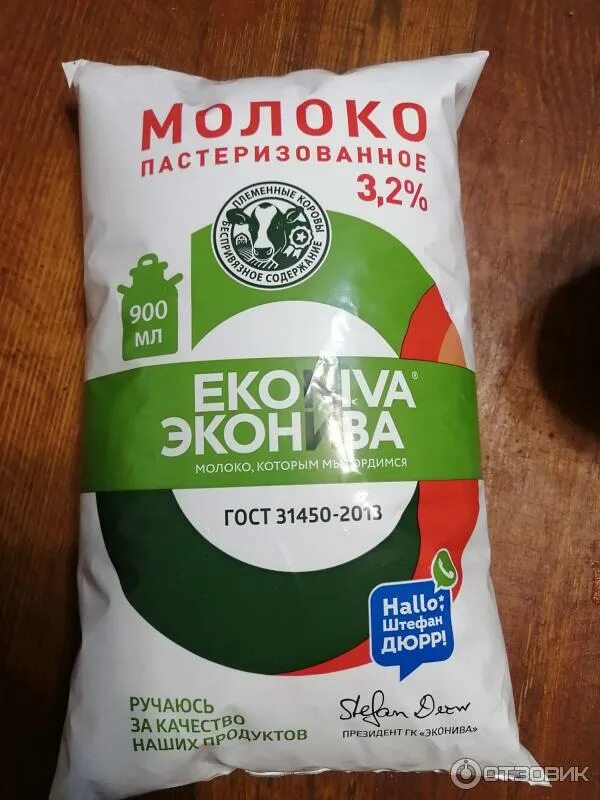 МОЛОКО
ПАСТЕРИЗОВАННОЕ
3,2%
ПЛЕМЕННЫЕ КОРОВЫ
БЕСПРИВЯЗНОЕ СОДЕРЖАНИЕ
900
МЛ
EKONIVA®
ЭКОНИВА
МОЛОКО, КОТОРЫМ МЫ ГОРДИМСЯ
ГОСТ 31450-2013
Hallo*,
Штефан
ДЮРР!
РУЧАЮСЬ
ЗА КАЧЕСТВО
НАШИХ ПРОДУКТОВ
Stefan Dürr
ПРЕЗИДЕНТ ГК «ЭКОНИВА»
ОТЗОВИК